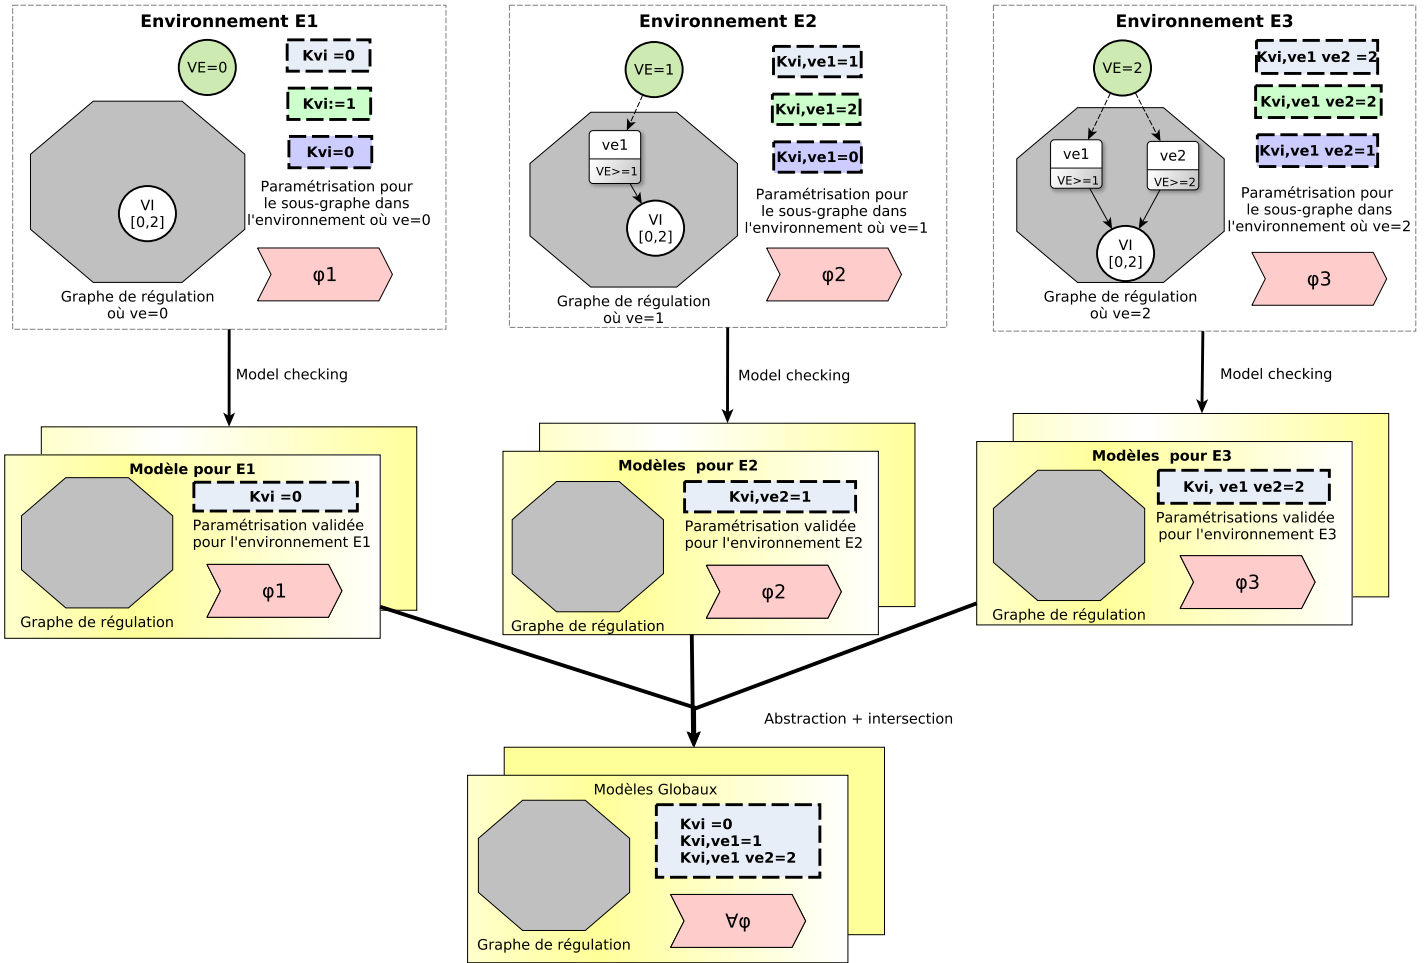 Environnement E1
VE=0
Kvi =0
Kvi:=1
Kvi=0
VI
[0,2]
Paramétrisation pour
le sous-graphe dans
l'environnement où ve=0
φ1
Graphe de régulation
où ve=0
Environnement E2
VE=1
Kvi,ve1=1
Kvi,ve1=2
Kvi,ve1=0
ve1
VE>=1
VI
[0,2]
Paramétrisation pour
le sous-graphe dans
l'environnement où ve=1
φ2
Graphe de régulation
où ve=1
Environnement E3
VE=2
Kvi,ve1 ve2 =2
Kvi,ve1 ve2=2
Kvi,ve1 ve2=1
ve1
VE>=1
ve2
VE>=2
VI
[0,2]
Paramétrisation pour
le sous-graphe dans
l'environnement où ve=2
φ3
Graphe de régulation
où ve=2
Model checking
Model checking
Model checking
Modèle pour E1
Kvi =0
Paramétrisation validée
pour l'environnement E1
φ1
Graphe de régulation
Modèles  pour E2
Kvi,ve2=1
Paramétrisation validée
pour l'environnement E2
φ2
Graphe de régulation
Modèles  pour E3
Kvi, ve1 ve2=2
Paramétrisations validée
pour l'environnement E3
φ3
Graphe de régulation
Abstraction + intersection
Modèles Globaux
Kvi =0
Kvi,ve1=1
Kvi,ve1 ve2=2
∀φ
Graphe de régulation